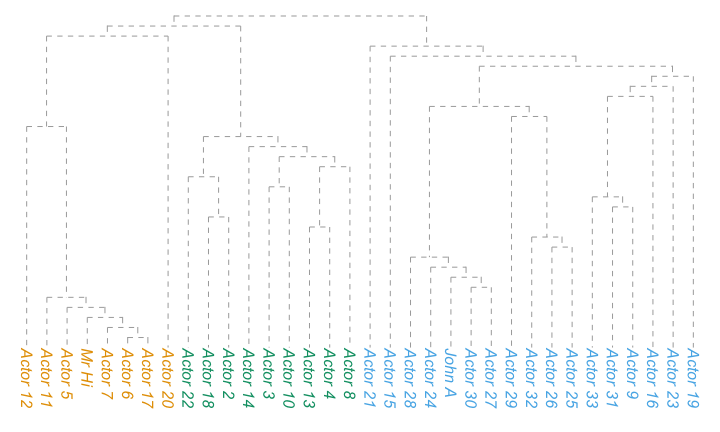 Actor 12
Actor 11
Actor 5
Mr Hi
Actor 7
Actor 6
Actor 17
Actor 20
Actor 22
Actor 18
Actor 2
Actor 14
Actor 3
Actor 10
Actor 13
Actor 4
Actor 8
Actor 21
Actor 15
Actor 28
Actor 24
John A
Actor 30
Actor 27
Actor 29
Actor 32
Actor 26
Actor 25
Actor 33
Actor 31
Actor 9
Actor 16
Actor 23
Actor 19